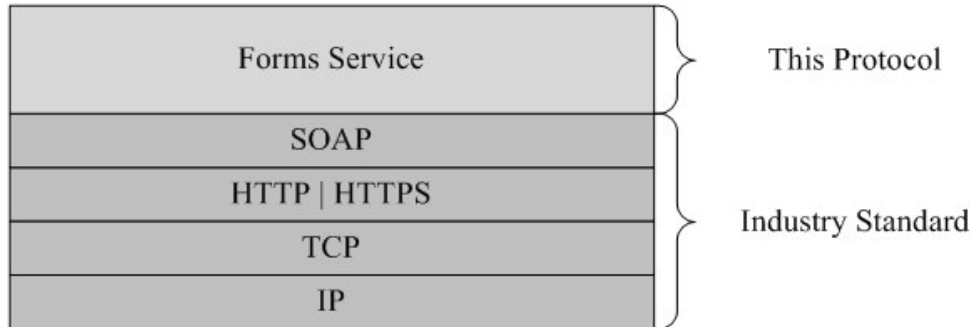 Forms Service
This Protocol
SOAP
HTTP | HTTPS
TCP
IP
Industry Standard